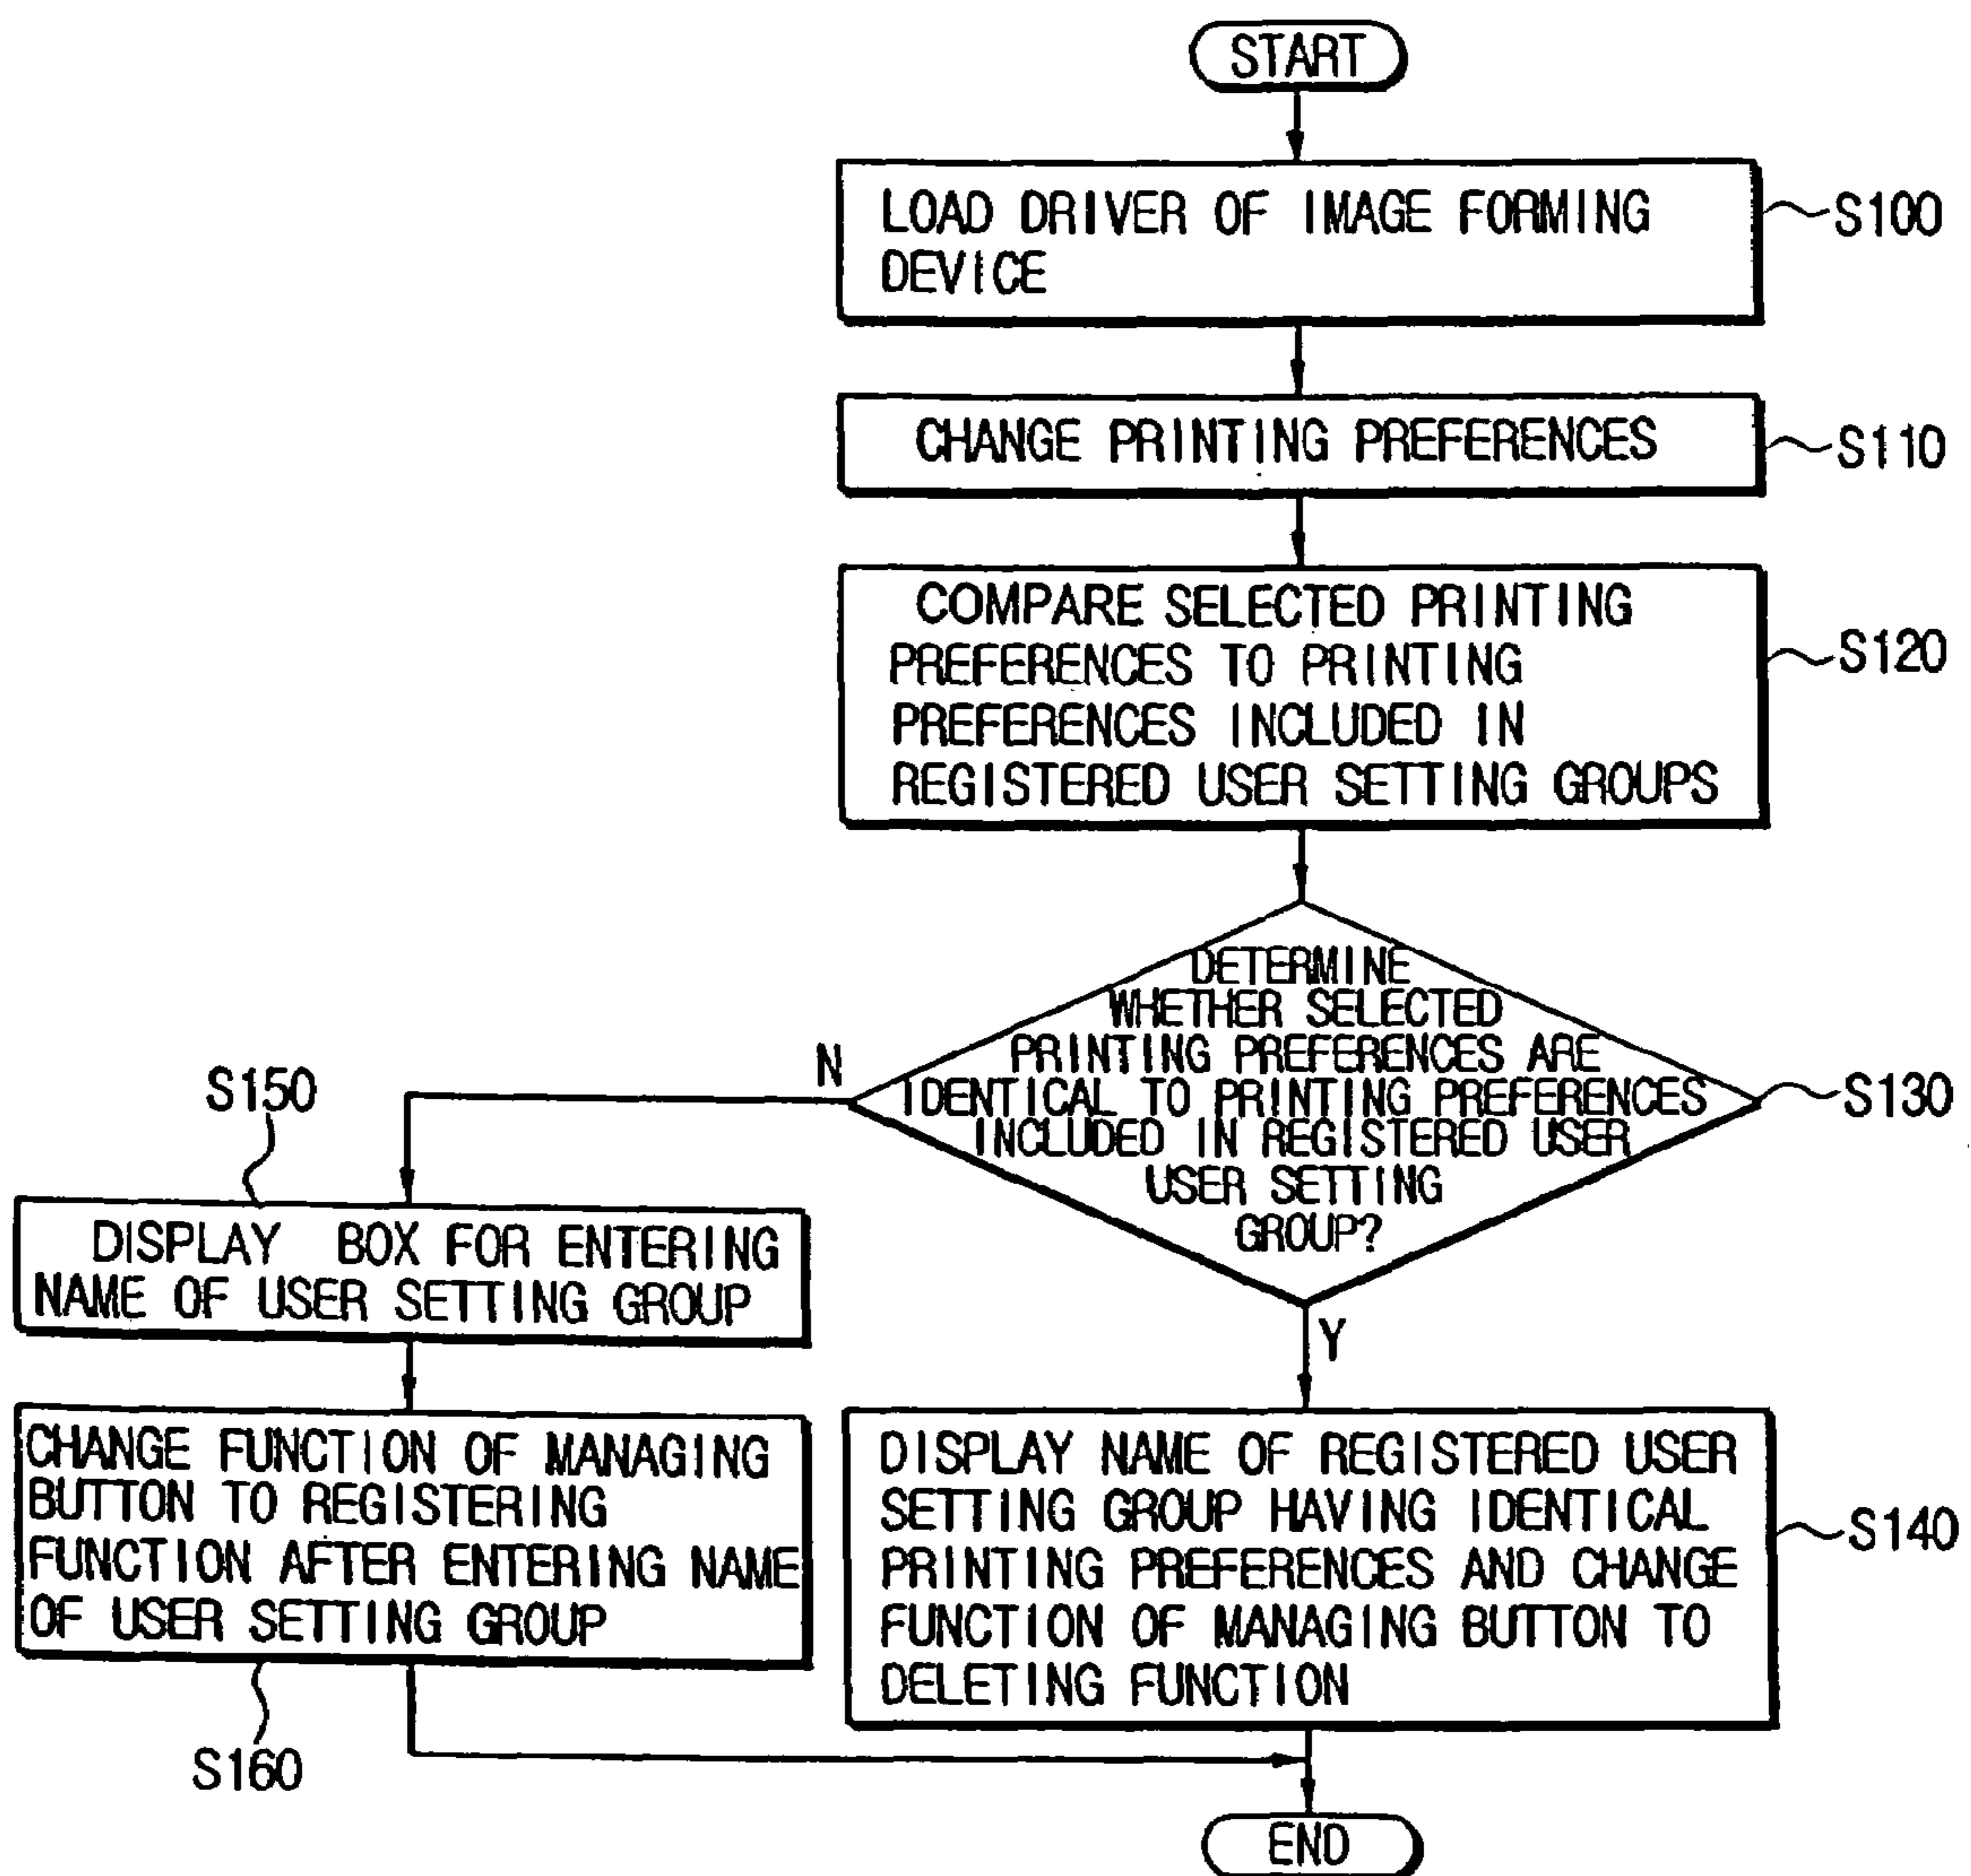 START
LOAD DRIVER OF IMAGE FORMING
DEVICE
S100
CHANGE PRINTING PREFERENCES
S110
COMPARE SELECTED PRINTING
PREFERENCES TO PRINTING
PREFERENCES INCLUDED IN
REGISTERED USER SETTING GROUPS
S120
DETERMINE
WHETHER SELECTED
PRINTING PREFERENCES ARE
IDENTICAL TO PRINTING PREFERENCES
INCLUDED IN REGISTERED USER
USER SETTING
GROUP?
S130
N
S150
DISPLAY BOX FOR ENTERING
NAME OF USER SETTING GROUP
CHANGE FUNCTION OF MANAGING
BUTTON TO REGISTERING
FUNCTION AFTER ENTERING NAME
OF USER SETTING GROUP
S160
Y
DISPLAY NAME OF REGISTERED USER
SETTING GROUP HAVING IDENTICAL
PRINTING PREFERENCES AND CHANGE
FUNCTION OF MANAGING BUTTON TO
DELETING FUNCTION
S140
END